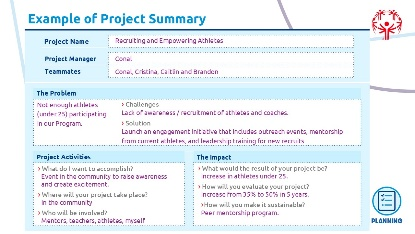 Example of Project Summary
Project Name
Recruiting and Empowering Athletes
Project Manager
Conal
Teammates
Conal, Cristina, Caitlin and Brandon
The Problem
Not enough athletes
(under 25) participating
in our Program.
> Challenges
Lack of awareness / recruitment of athletes and coaches.
> Solution
Launch an engagement initiative that includes outreach events, mentorship
from current athletes, and leadership training for new recruits
Project Activities
> What do I want to accomplish?
Event in the community to raise awareness
and create excitement.
> Where will your project take place?
In the community
> Who will be involved?
Mentors, teachers, athletes, myself
The Impact
> What would the result of your project be?
Increase in athletes under 25.
> How will you evaluate your project?
Increase from 35% to 50% in 5 years.
> How will you make it sustainable?
Peer mentorship program.
PLANNING